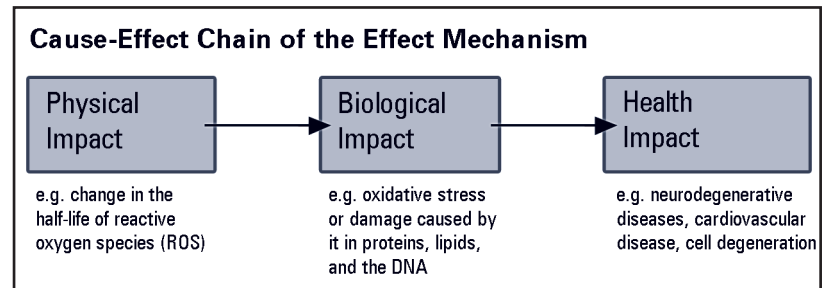 Cause-Effect Chain of the Effect Mechanism
Physical
Impact
e.g. change in the
half-life of reactive
oxygen species (ROS)
Biological
Impact
e.g. oxidative stress
or damage caused by
it in proteins, lipids,
and the DNA
Health
Impact
e.g. neurodegenerative
diseases, cardiovascular
disease, cell degeneration